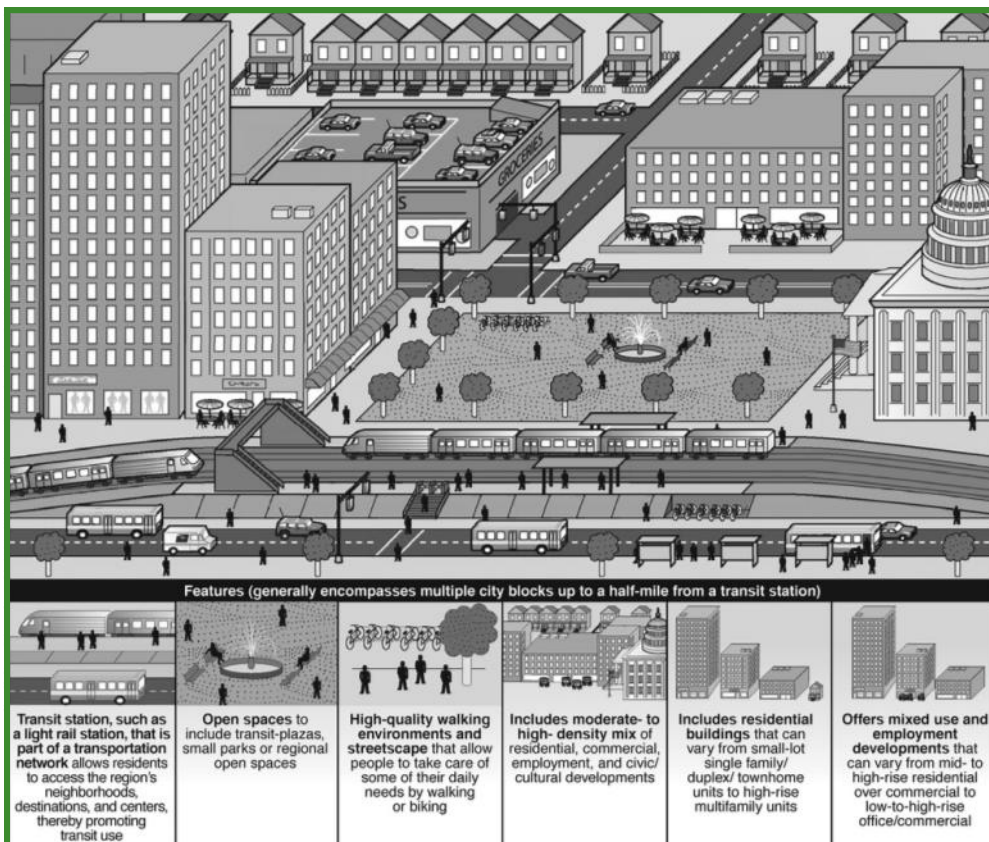 GROCERIES
Features (generally encompasses multiple city blocks up to a half-mile from a transit station)
Transit station, such as
a light rail station, that is
part of a transportation
network allows residents
to access the region's
neighborhoods,
destinations, and centers,
thereby promoting
transit use
Open spaces to
include transit-plazas,
small parks or regional
open spaces
High-quality walking
environments and
streetscape that allow
people to take care of
some of their daily
needs by walking
or biking
Includes moderate- to
high- density mix of
residential, commercial,
employment, and civic/
cultural developments
Includes residential
buildings that can
vary from small-lot
single family/
duplex/ townhome
units to high-rise
multifamily units
Offers mixed use and
employment
developments that
can vary from mid- to
high-rise residential
over commercial to
low-to-high-rise
office/commercial